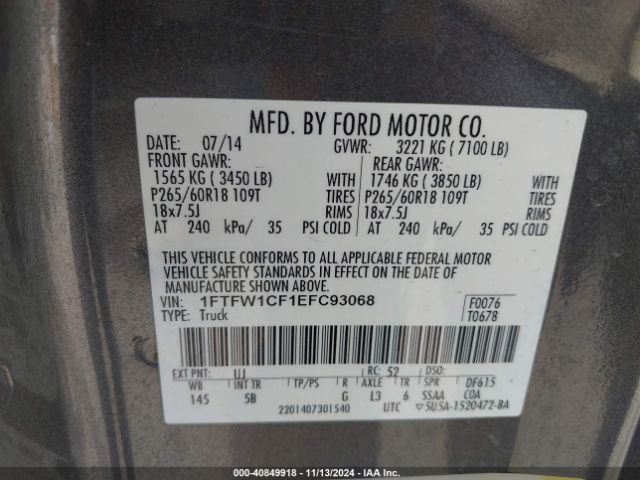 MFD. BY FORD MOTOR CO.
DATE: 07/14 GVWR: 3221 KG ( 7100 LB)
FRONT GAWR: REAR GAWR:
1565 KG ( 3450 LB) WITH 1746 KG ( 3850 LB) WITH
P265/60R18 109T TIRES P265/60R18 109T TIRES
18x7.5J RIMS 18x7.5J RIMS
AT 240 kPa/ 35 PSI COLD AT 240 kPa/ 35 PSI COLD
THIS VEHICLE CONFORMS TO ALL APPLICABLE FEDERAL MOTOR
VEHICLE SAFETY STANDARDS IN EFFECT ON THE DATE OF
MANUFACTURE SHOWN ABOVE.
VIN: 1FTFW1CF1EFC93068 F0076
TYPE: Truck T0678
EXT PNT: UJ RC: 52 DSO:
WB INT TR TP/PS R AXLE TR SPR DF615
145 5B G L3 6 SSAA COA
2201407301540 UTC
000-40849918 - 11/13/2024 - IAA Inc.